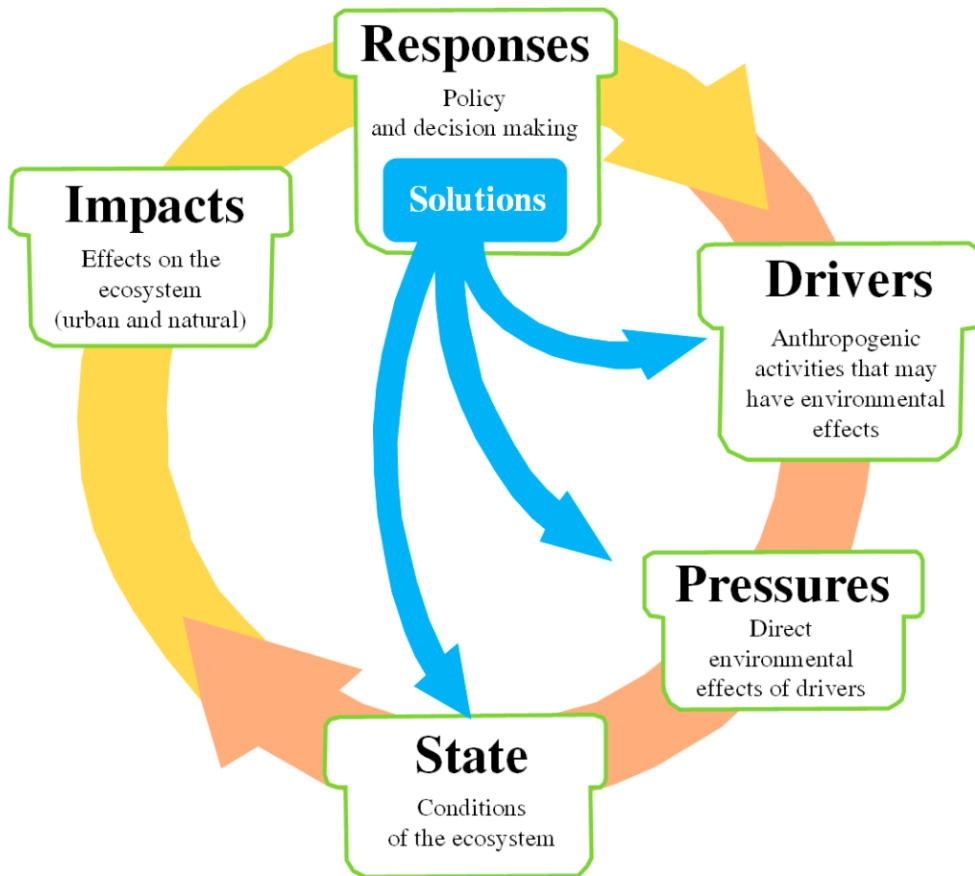 Responses
Policy
and decision making
Solutions
Impacts
Effects on the
ecosystem
(urban and natural)
Drivers
Anthropogenic
activities that may
have environmental
effects
Pressures
Direct
environmental
effects of drivers
State
Conditions
of the ecosystem